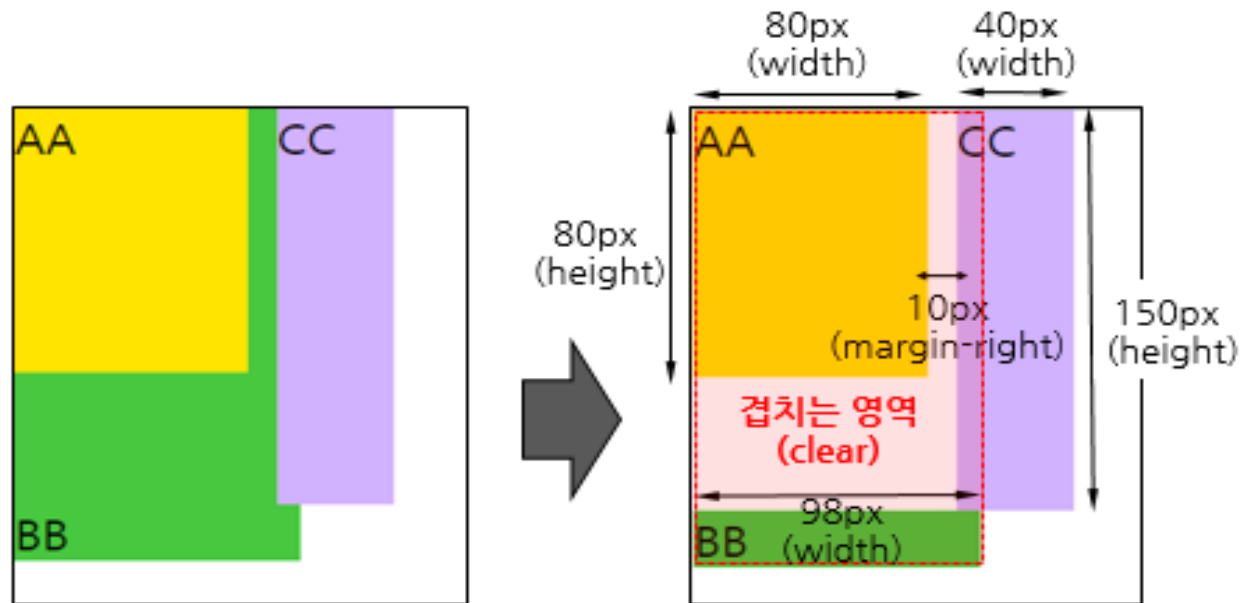 80px
(width)
40px
(width)
AA
CC
AA
CC
80px
(height)
10px
(margin-right)
150px
(height)
겹치는 영역
(clear)
98px
(width)
BB
BB